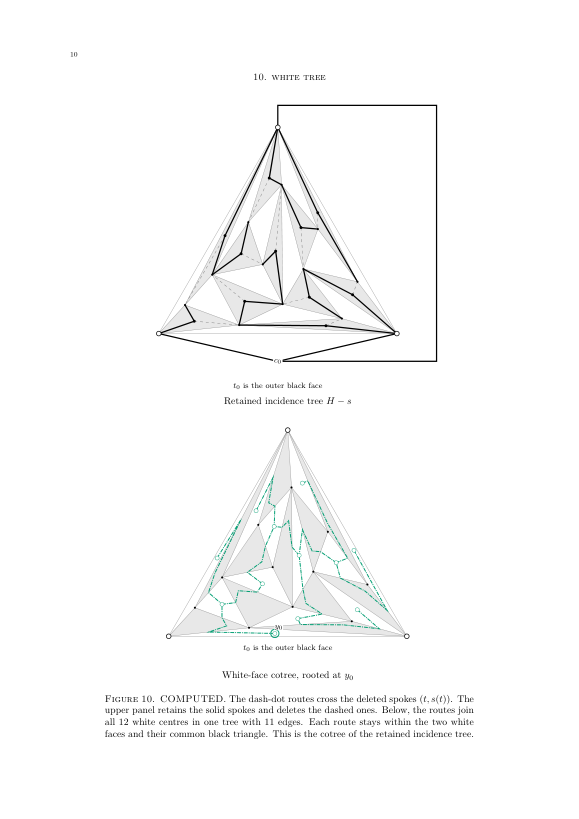 10
10. WHITE TREE
c₀
t₀ is the outer black face
Retained incidence tree H − s
y₀
t₀ is the outer black face
White-face cotree, rooted at y₀
FIGURE 10. COMPUTED. The dash-dot routes cross the deleted spokes (t, s(t)). The
upper panel retains the solid spokes and deletes the dashed ones. Below, the routes join
all 12 white centres in one tree with 11 edges. Each route stays within the two white
faces and their common black triangle. This is the cotree of the retained incidence tree.